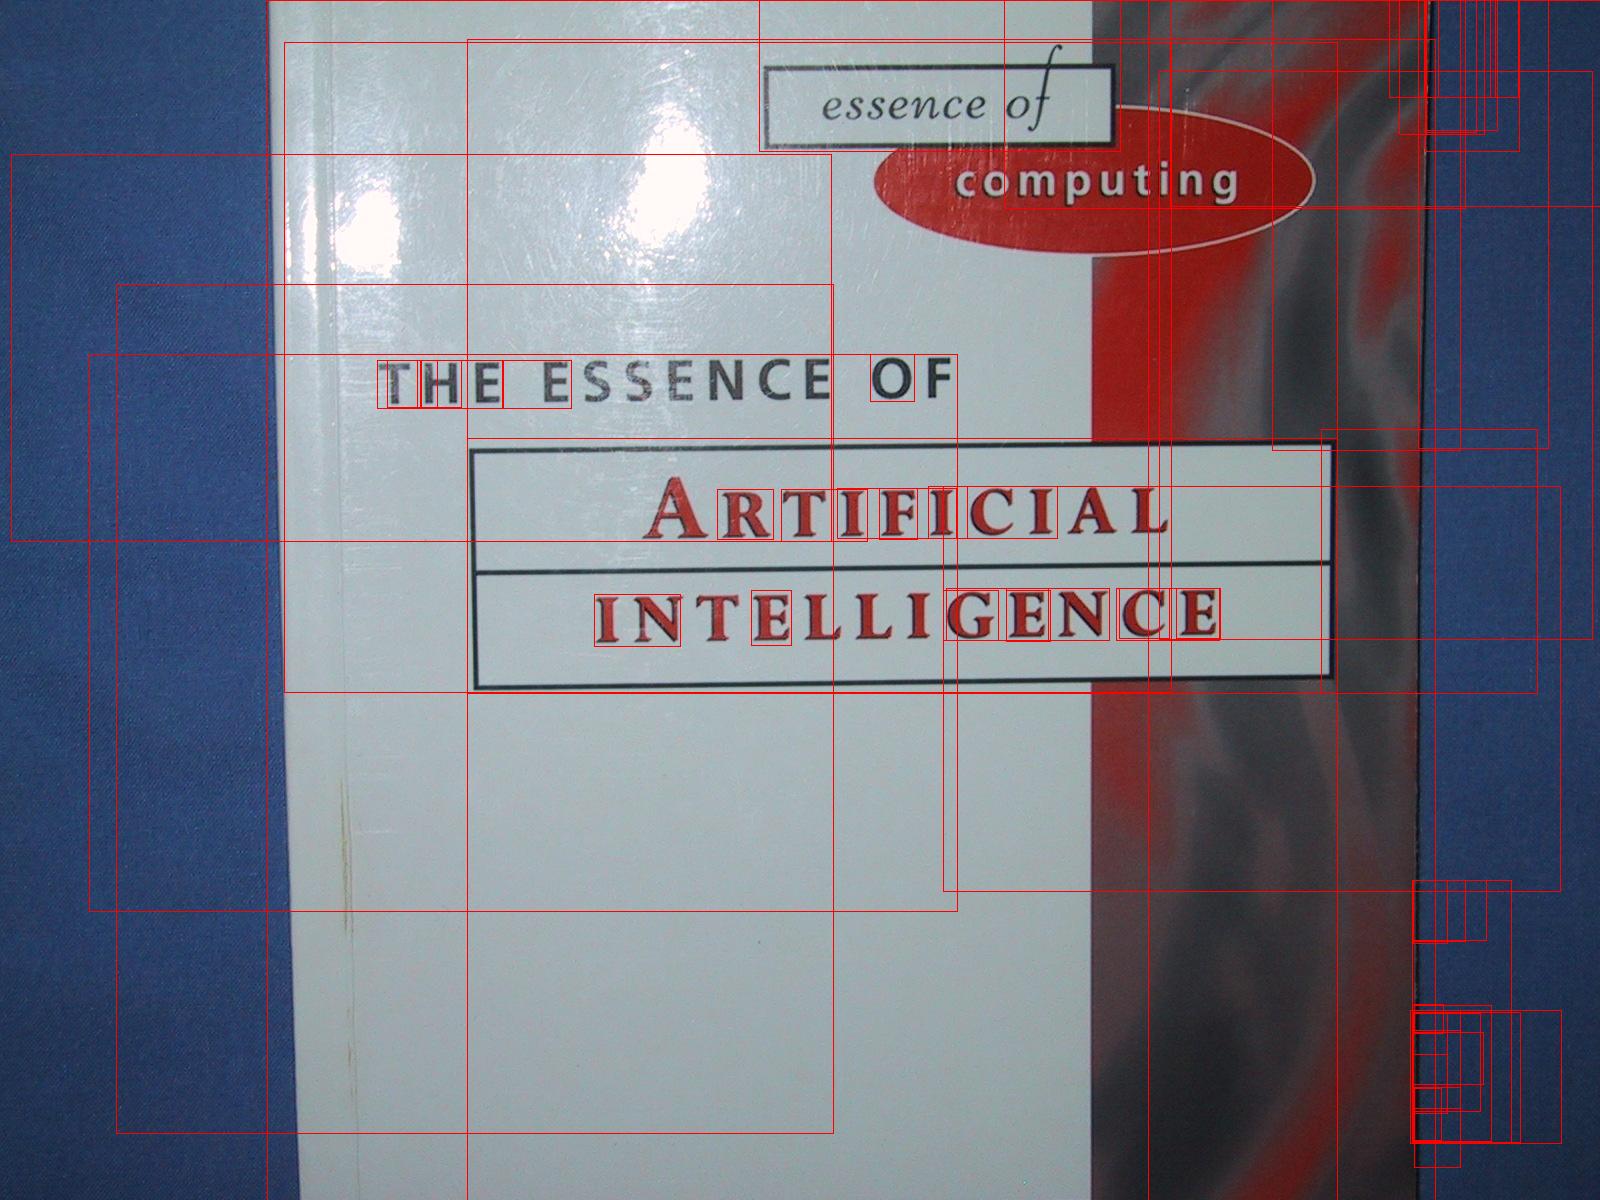 essence of
computing
THE ESSENCE OF
ARTIFICIAL
INTELLIGENCE